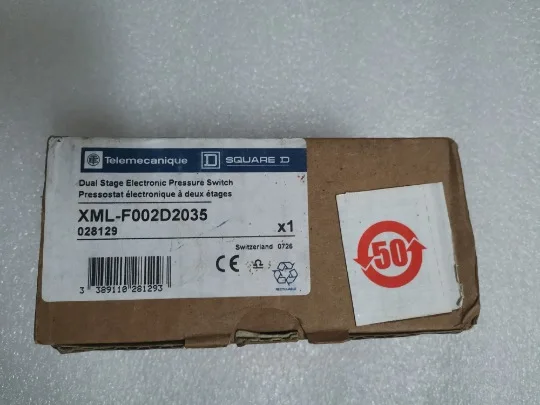 Telemecanique SQUARE D
Dual Stage Electronic Pressure Switch
Pressostat électronique à deux étages
XML-F002D2035
028129
x1
Switzerland 0726
CE
3 389110 281293
RECYCLABLE
50